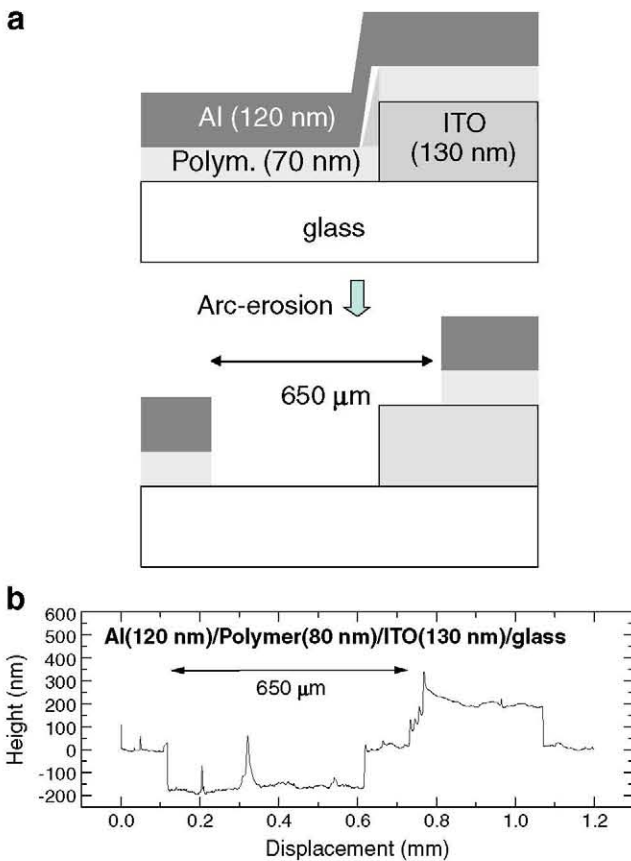 a
Al (120 nm)
Polym. (70 nm)
ITO
(130 nm)
glass
Arc-erosion
650 µm
b
Al(120 nm)/Polymer(80 nm)/ITO(130 nm)/glass
650 µm
Height (nm)
600
500
400
300
200
100
0
-100
-200
0.0 0.2 0.4 0.6 0.8 1.0 1.2
Displacement (mm)